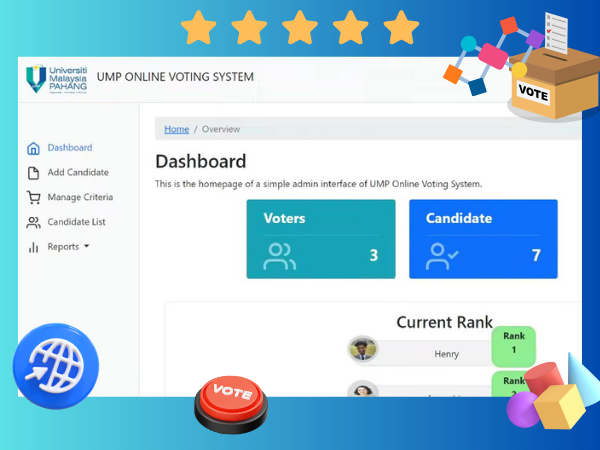 Universiti
Malaysia
PAHANG
UMP ONLINE VOTING SYSTEM
VOTE
Home / Overview
Dashboard
Add Candidate
Manage Criteria
Candidate List
Reports
Dashboard
This is the homepage of a simple admin interface of UMP Online Voting System.
Voters
3
Candidate
7
Current Rank
Henry
Rank
1
Rank
VOTE